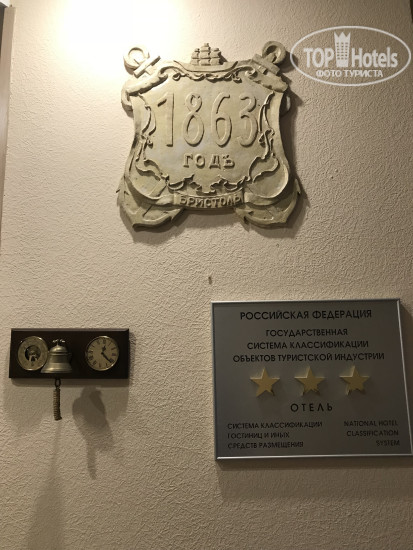 TOP Hotels
ФОТО ТУРИСТА
1863
ГОДЪ
БРИСТОЛЬ
РОССИЙСКАЯ ФЕДЕРАЦИЯ
ГОСУДАРСТВЕННАЯ
СИСТЕМА КЛАССИФИКАЦИИ
ОБЪЕКТОВ ТУРИСТСКОЙ ИНДУСТРИИ
ОТЕЛЬ
СИСТЕМА КЛАССИФИКАЦИИ
ГОСТИНИЦ И ИНЫХ
СРЕДСТВ РАЗМЕЩЕНИЯ
NATIONAL HOTEL
CLASSIFICATION
SYSTEM